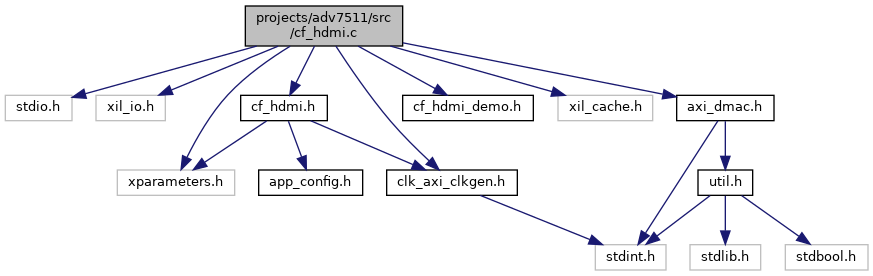 projects/adv7511/src
/cf_hdmi.c
stdio.h
xil_io.h
cf_hdmi.h
cf_hdmi_demo.h
xil_cache.h
axi_dmac.h
xparameters.h
app_config.h
clk_axi_clkgen.h
util.h
stdint.h
stdlib.h
stdbool.h